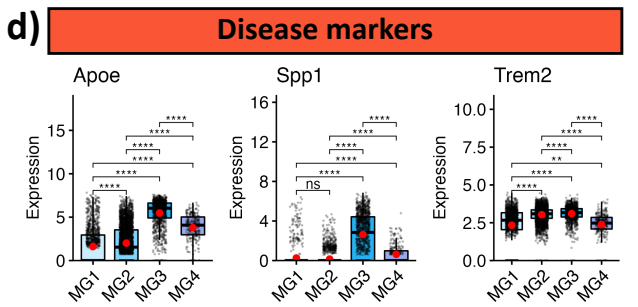 d) Disease markers
Apoe
Expression
15
10
5
0
****
****
****
****
****
****
MG1 MG2 MG3 MG4
Spp1
Expression
16
12
8
4
0
****
****
****
****
****
ns
MG1 MG2 MG3 MG4
Trem2
Expression
10.0
7.5
5.0
2.5
0.0
****
****
****
**
****
****
MG1 MG2 MG3 MG4